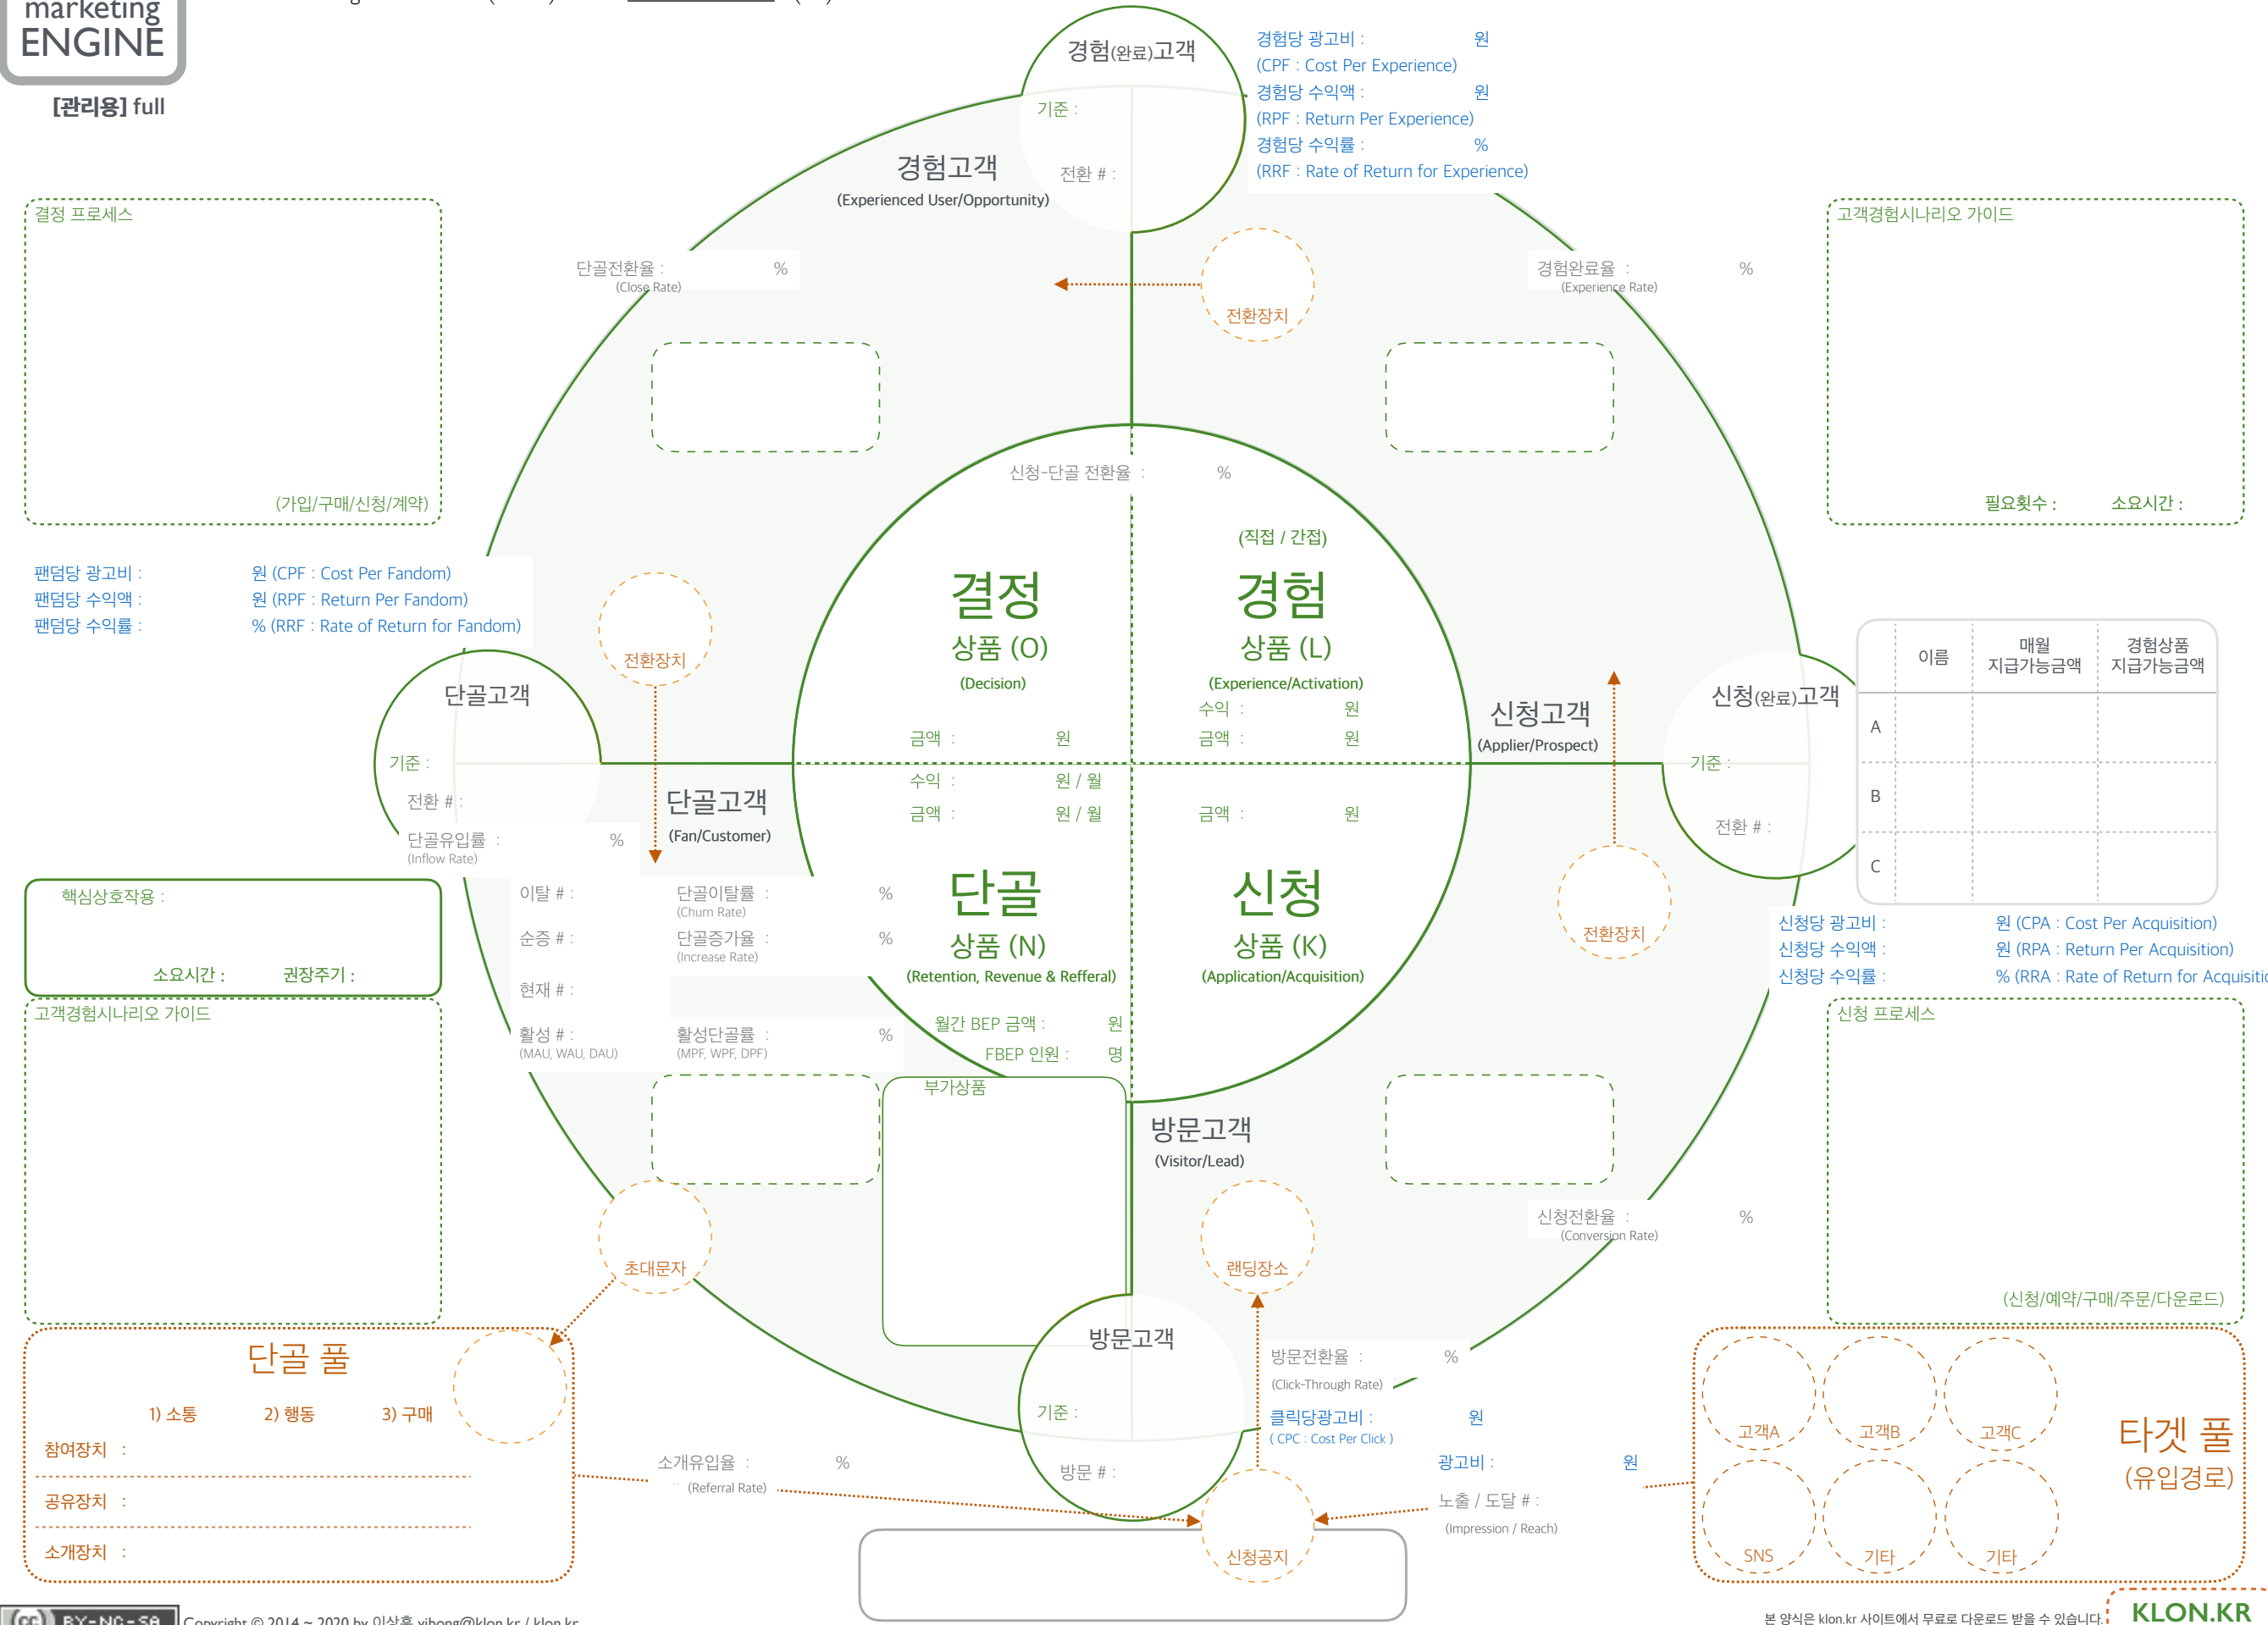 marketing
ENGINE
[관리용] full
경험(완료)고객
기준 :
전환 # :
경험당 광고비 : 원
(CPF : Cost Per Experience)
경험당 수익액 : 원
(RPF : Return Per Experience)
경험당 수익률 : %
(RRF : Rate of Return for Experience)
경험고객
(Experienced User/Opportunity)
결정 프로세스
(가입/구매/신청/계약)
단골전환율 : %
(Close Rate)
전환장치
경험완료율 : %
(Experience Rate)
고객경험시나리오 가이드
필요횟수 : 소요시간 :
신청-단골 전환율 : %
팬덤당 광고비 : 원 (CPF : Cost Per Fandom)
팬덤당 수익액 : 원 (RPF : Return Per Fandom)
팬덤당 수익률 : % (RRF : Rate of Return for Fandom)
전환장치
결정
상품 (O)
(Decision)
금액 : 원
(직접 / 간접)
경험
상품 (L)
(Experience/Activation)
수익 : 원
금액 : 원
신청고객
(Applier/Prospect)
신청(완료)고객
기준 :
전환 # :
이름
매월
지급가능금액
경험상품
지급가능금액
A
B
C
단골고객
기준 :
전환 # :
단골유입률 : %
(Inflow Rate)
단골고객
(Fan/Customer)
수익 : 원 / 월
금액 : 원 / 월
단골
상품 (N)
(Retention, Revenue & Refferal)
월간 BEP 금액 : 원
FBEP 인원 : 명
금액 : 원
신청
상품 (K)
(Application/Acquisition)
전환장치
신청당 광고비 : 원 (CPA : Cost Per Acquisition)
신청당 수익액 : 원 (RPA : Return Per Acquisition)
신청당 수익률 : % (RRA : Rate of Return for Acquisitio
핵심상호작용 :
소요시간 : 권장주기 :
이탈 # : 단골이탈률 : %
(Churn Rate)
순증 # : 단골증가율 : %
(Increase Rate)
현재 # :
활성 # : 활성단골률 : %
(MAU, WAU, DAU) (MPF, WPF, DPF)
고객경험시나리오 가이드
부가상품
방문고객
(Visitor/Lead)
신청 프로세스
(신청/예약/구매/주문/다운로드)
신청전환율 : %
(Conversion Rate)
초대문자
랜딩장소
단골 풀
1) 소통 2) 행동 3) 구매
참여장치 :
공유장치 :
소개장치 :
소개유입율 : %
(Referral Rate)
방문고객
기준 :
방문 # :
방문전환율 : %
(Click-Through Rate)
클릭당광고비 : 원
( CPC : Cost Per Click )
광고비 : 원
노출 / 도달 # :
(Impression / Reach)
신청공지
고객A 고객B 고객C
SNS 기타 기타
타겟 풀
(유입경로)
BY-NC-SA
Copyright © 2014 ~ 2020 by 이상훈 yihong@klon.kr / klon.kr
본 양식은 klon.kr 사이트에서 무료로 다운로드 받을 수 있습니다.
KLON.KR